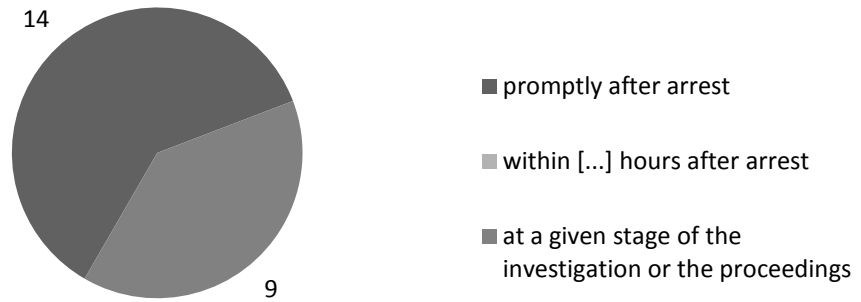 14
promptly after arrest
within [...] hours after arrest
at a given stage of the
investigation or the proceedings
9